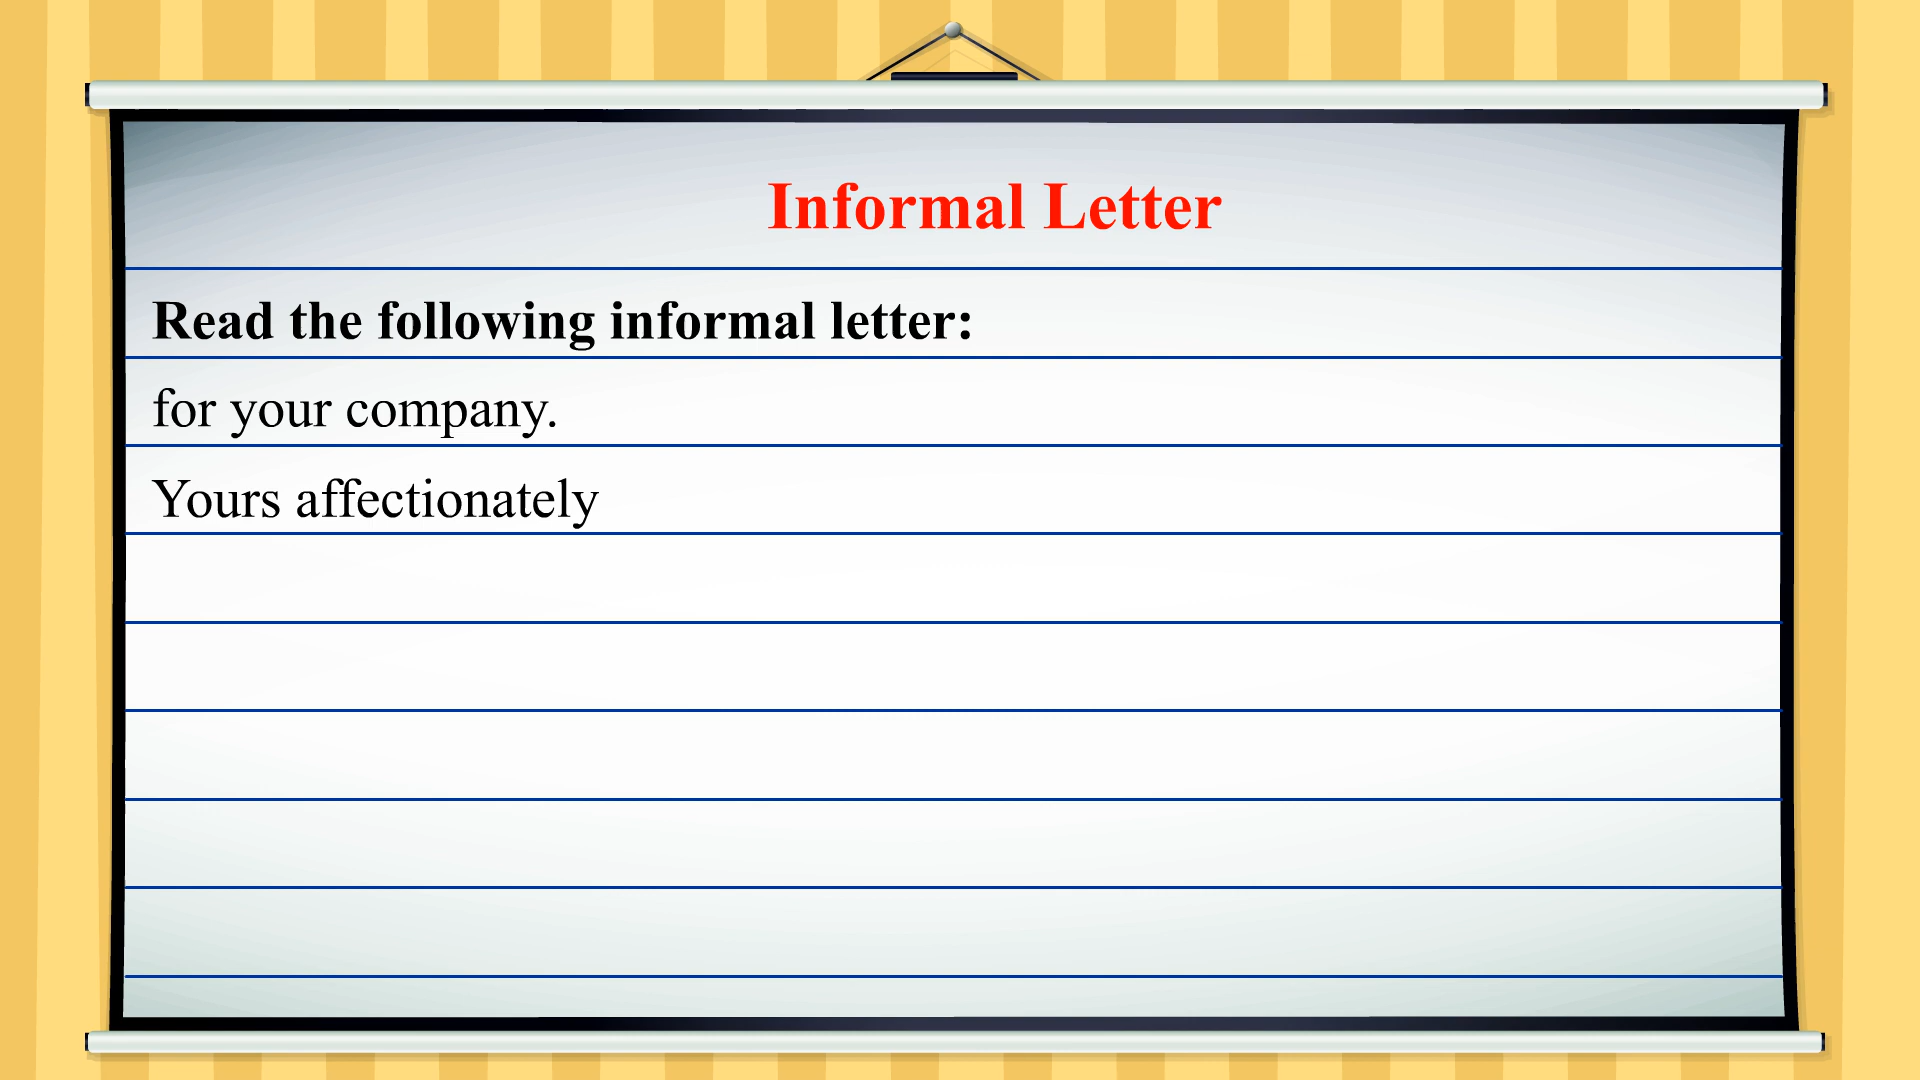 Informal Letter
Read the following informal letter:
for your company.
Yours affectionately